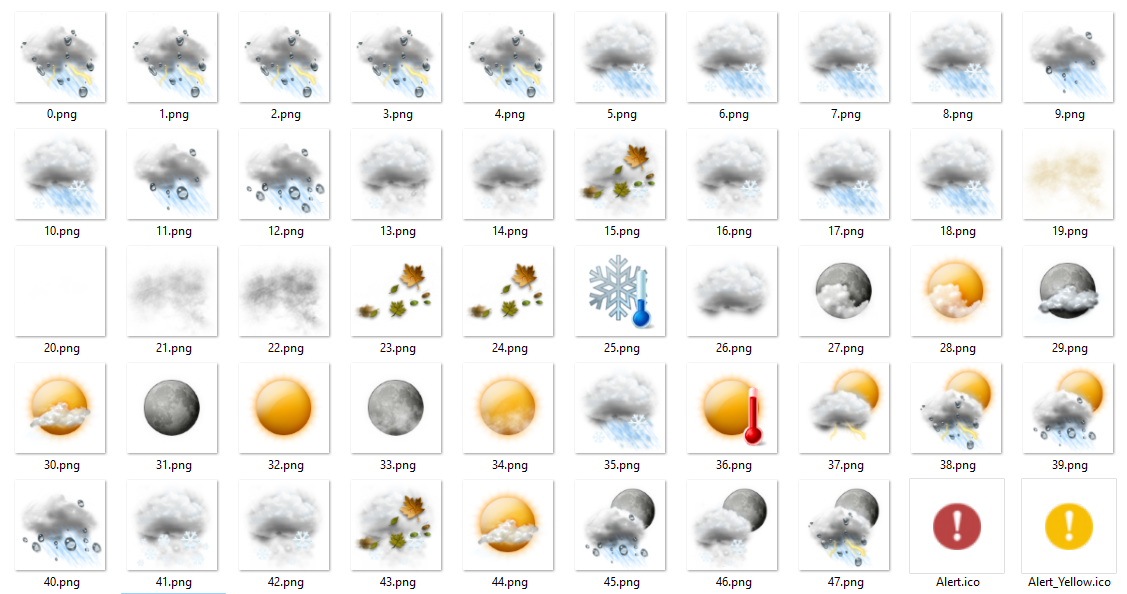 0.png 1.png 2.png 3.png 4.png 5.png 6.png 7.png 8.png 9.png
10.png 11.png 12.png 13.png 14.png 15.png 16.png 17.png 18.png 19.png
20.png 21.png 22.png 23.png 24.png 25.png 26.png 27.png 28.png 29.png
30.png 31.png 32.png 33.png 34.png 35.png 36.png 37.png 38.png 39.png
40.png 41.png 42.png 43.png 44.png 45.png 46.png 47.png Alert.ico Alert_Yellow.ico